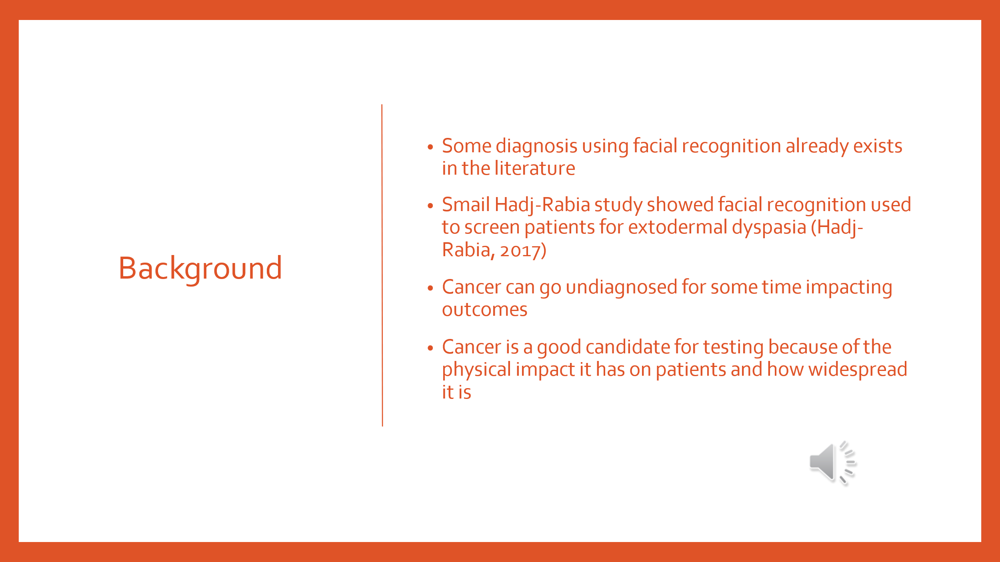 Background
• Some diagnosis using facial recognition already exists
in the literature
• Smail Hadj-Rabia study showed facial recognition used
to screen patients for extodermal dyspasia (Hadj-
Rabia, 2017)
• Cancer can go undiagnosed for some time impacting
outcomes
• Cancer is a good candidate for testing because of the
physical impact it has on patients and how widespread
it is